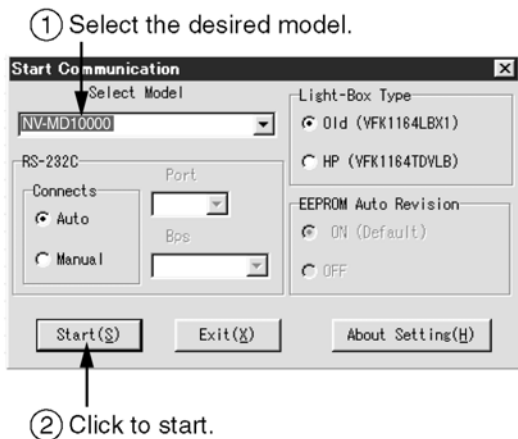 ① Select the desired model.
Start Communication
Select Model
NV-MD10000
Light-Box Type
Old (VFK1164LBX1)
HP (VFK1164TDVLB)
RS-232C
Connects
Auto
Manual
Port
Bps
EEPROM Auto Revision
ON (Default)
OFF
Start(S)
Exit(X)
About Setting(H)
② Click to start.